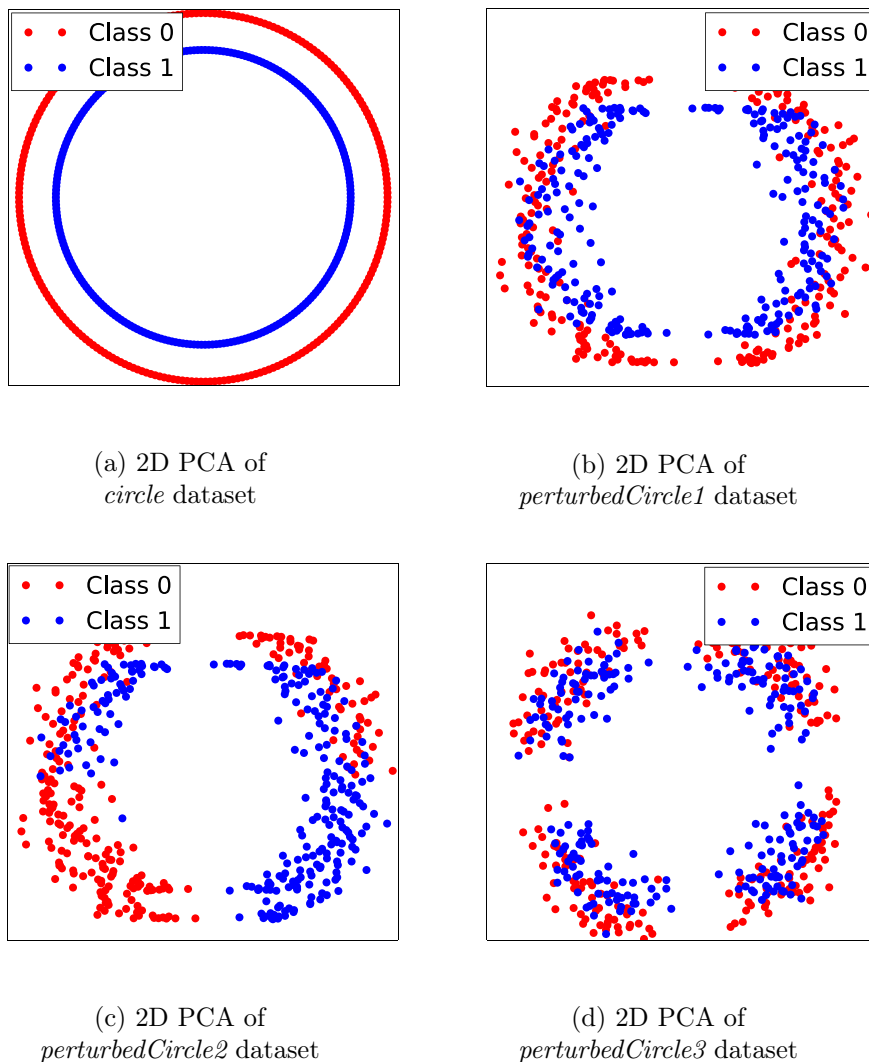 Class 0
Class 1
Class 0
Class 1
(a) 2D PCA of
circle dataset
(b) 2D PCA of
perturbedCircle1 dataset
Class 0
Class 1
Class 0
Class 1
(c) 2D PCA of
perturbedCircle2 dataset
(d) 2D PCA of
perturbedCircle3 dataset